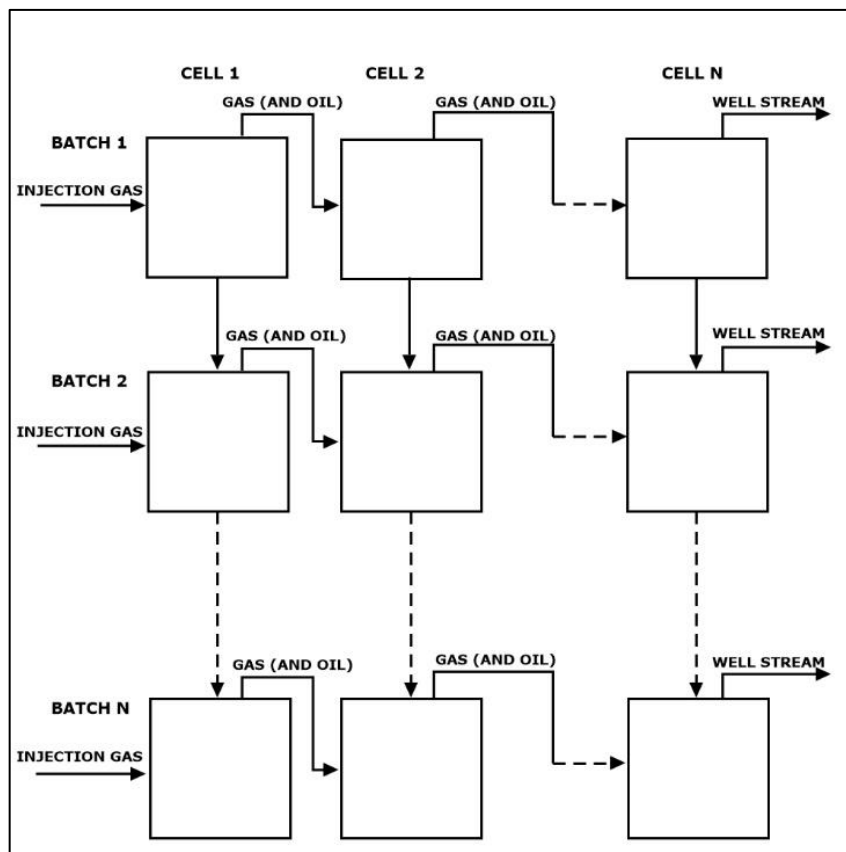 CELL 1
CELL 2
CELL N
GAS (AND OIL)
GAS (AND OIL)
WELL STREAM
BATCH 1
INJECTION GAS
GAS (AND OIL)
GAS (AND OIL)
WELL STREAM
BATCH 2
INJECTION GAS
GAS (AND OIL)
GAS (AND OIL)
WELL STREAM
BATCH N
INJECTION GAS